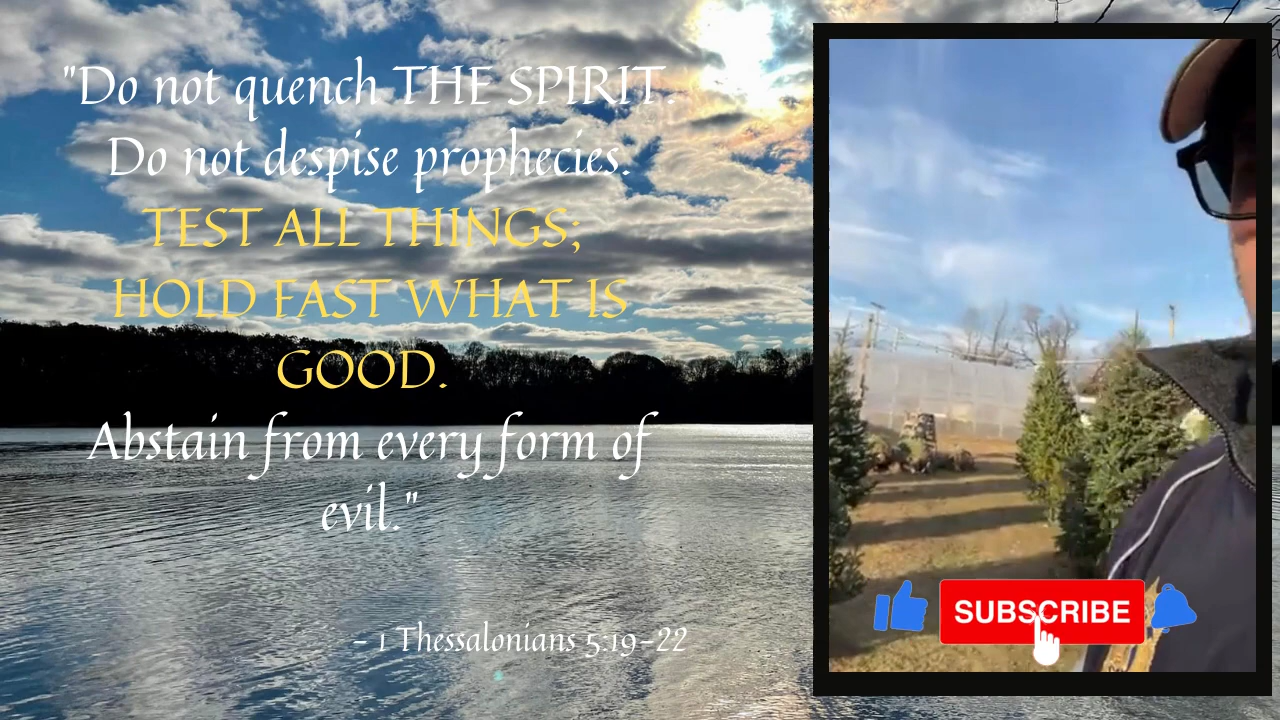 "Do not quench THE SPIRIT.
Do not despise prophecies.
TEST ALL THINGS;
HOLD FAST WHAT IS
GOOD.
Abstain from every form of
evil."
- 1 Thessalonians 5:19-22
SUBSCRIBE